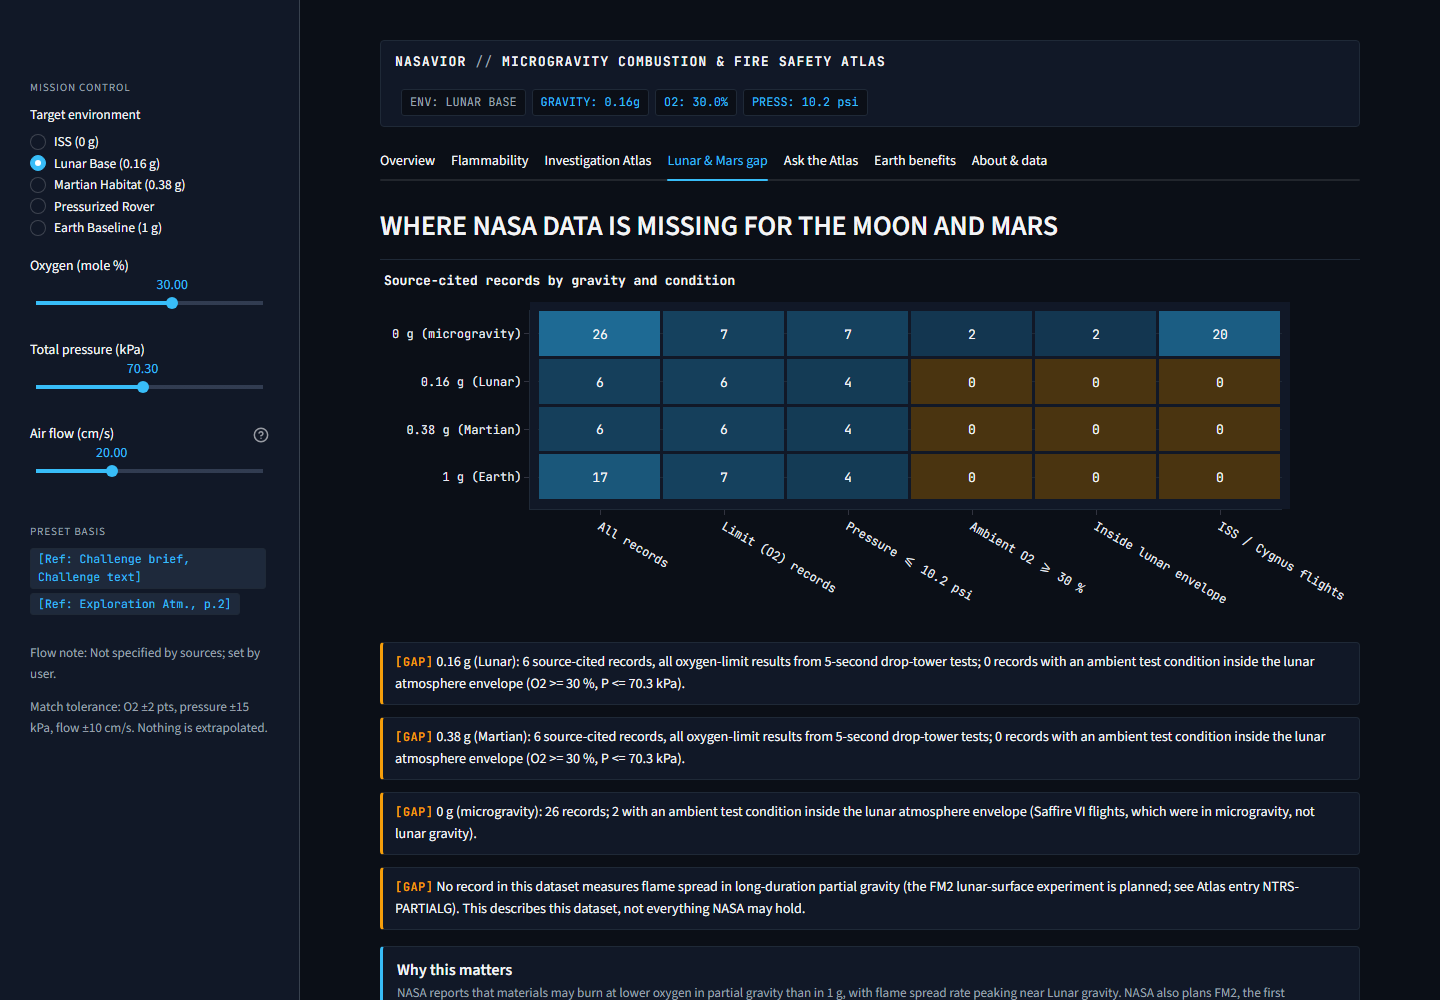 MISSION CONTROL
Target environment
ISS (0 g)
Lunar Base (0.16 g)
Martian Habitat (0.38 g)
Pressurized Rover
Earth Baseline (1 g)
Oxygen (mole %)
30.00
Total pressure (kPa)
70.30
Air flow (cm/s)
?
20.00
PRESET BASIS
[Ref: Challenge brief,
Challenge text]
[Ref: Exploration Atm., p.2]
Flow note: Not specified by sources; set by
user.
Match tolerance: O2 ±2 pts, pressure ±15
kPa, flow ±10 cm/s. Nothing is extrapolated.
NASAVIOR // MICROGRAVITY COMBUSTION & FIRE SAFETY ATLAS
ENV: LUNAR BASE GRAVITY: 0.16g O2: 30.0% PRESS: 10.2 psi
Overview Flammability Investigation Atlas Lunar & Mars gap Ask the Atlas Earth benefits About & data
WHERE NASA DATA IS MISSING FOR THE MOON AND MARS
Source-cited records by gravity and condition
0 g (microgravity) 26 7 7 2 2 20
0.16 g (Lunar) 6 6 4 0 0 0
0.38 g (Martian) 6 6 4 0 0 0
1 g (Earth) 17 7 4 0 0 0
All records
Limit (O2) records
Pressure ≤ 10.2 psi
Ambient O2 ≥ 30 %
Inside lunar envelope
ISS / Cygnus flights
[GAP] 0.16 g (Lunar): 6 source-cited records, all oxygen-limit results from 5-second drop-tower tests; 0 records with an ambient test condition inside the lunar
atmosphere envelope (O2 >= 30 %, P <= 70.3 kPa).
[GAP] 0.38 g (Martian): 6 source-cited records, all oxygen-limit results from 5-second drop-tower tests; 0 records with an ambient test condition inside the lunar
atmosphere envelope (O2 >= 30 %, P <= 70.3 kPa).
[GAP] 0 g (microgravity): 26 records; 2 with an ambient test condition inside the lunar atmosphere envelope (Saffire VI flights, which were in microgravity, not
lunar gravity).
[GAP] No record in this dataset measures flame spread in long-duration partial gravity (the FM2 lunar-surface experiment is planned; see Atlas entry NTRS-
PARTIALG). This describes this dataset, not everything NASA may hold.
Why this matters
NASA reports that materials may burn at lower oxygen in partial gravity than in 1 g, with flame spread rate peaking near Lunar gravity. NASA also plans FM2, the first